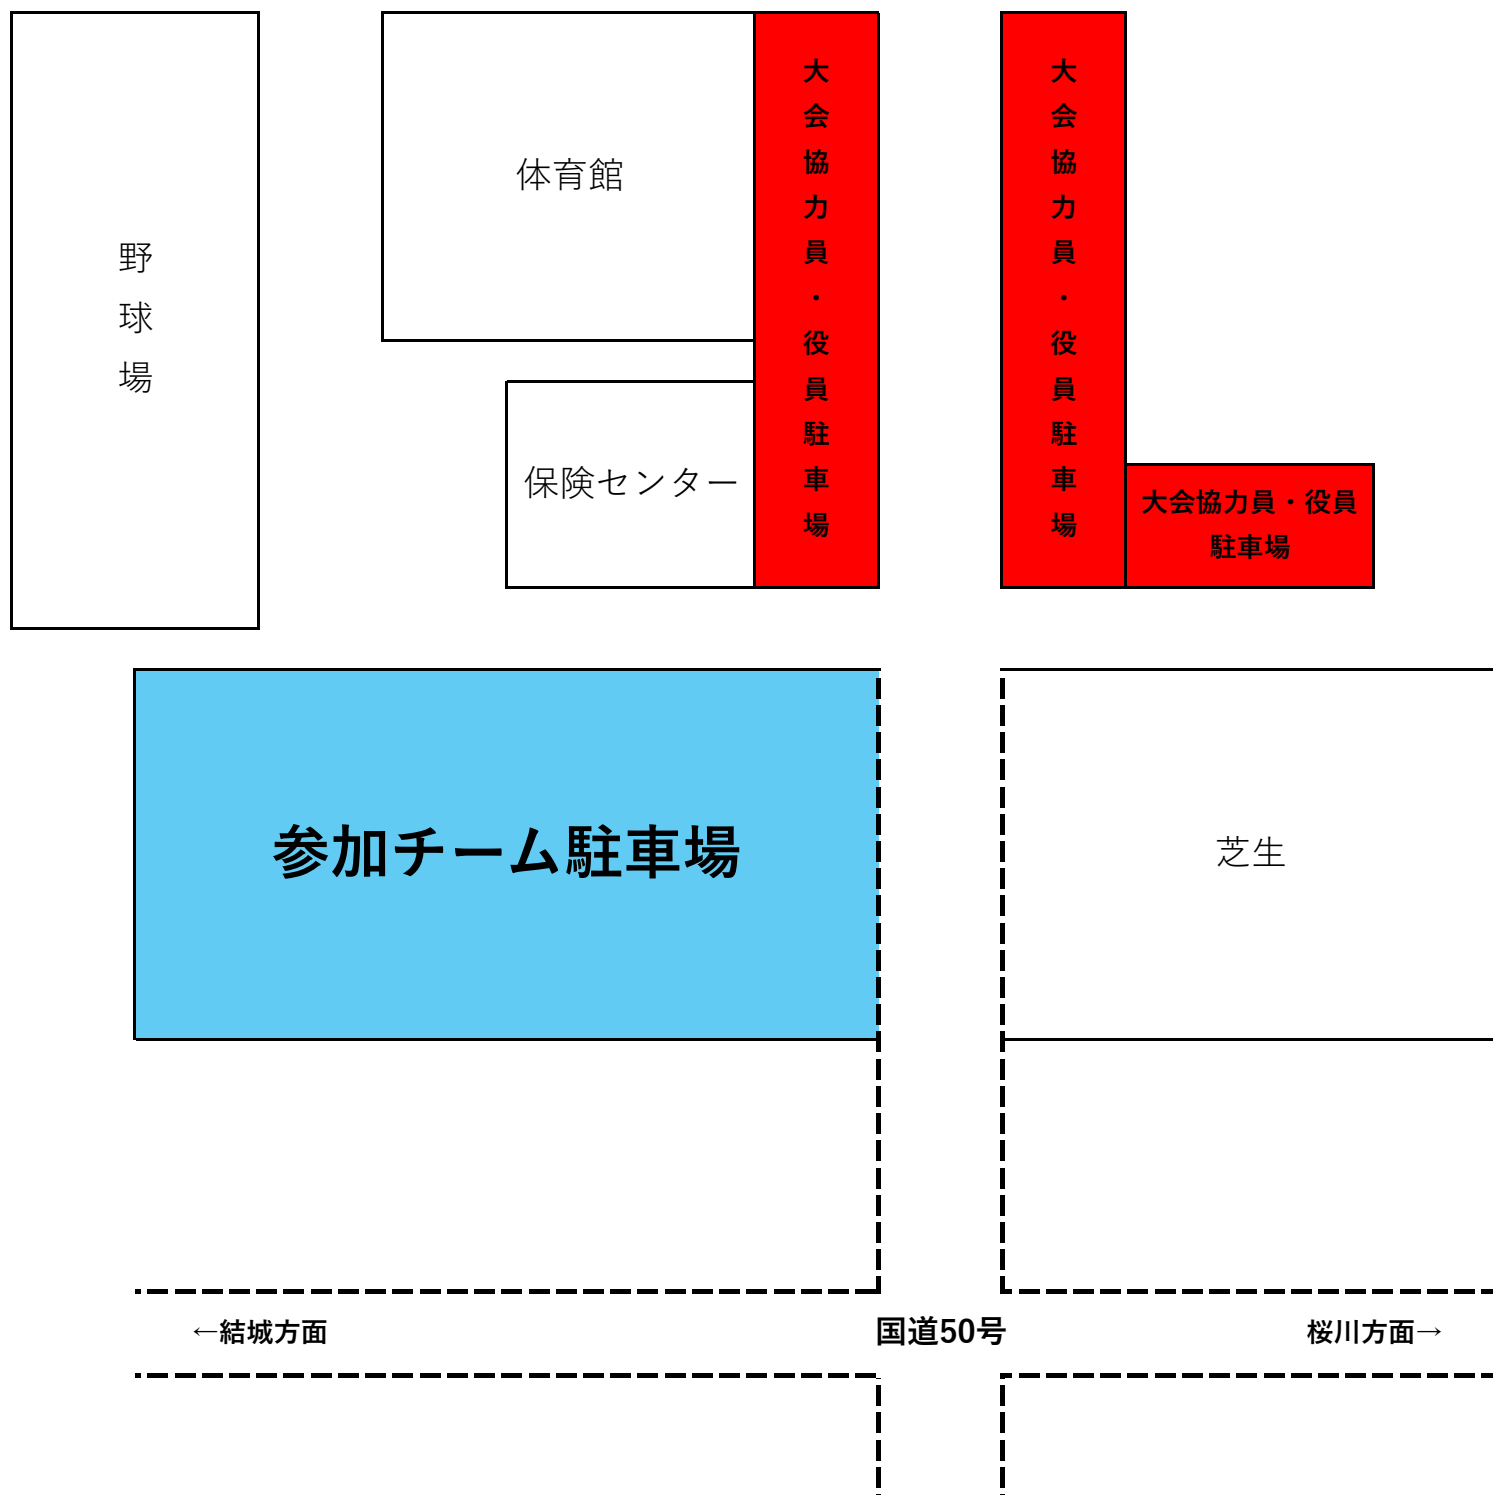 野球場
体育館
保険センター
大会協力員・役員駐車場
大会協力員・役員駐車場
大会協力員・役員
駐車場
参加チーム駐車場
芝生
←結城方面
国道50号
桜川方面→